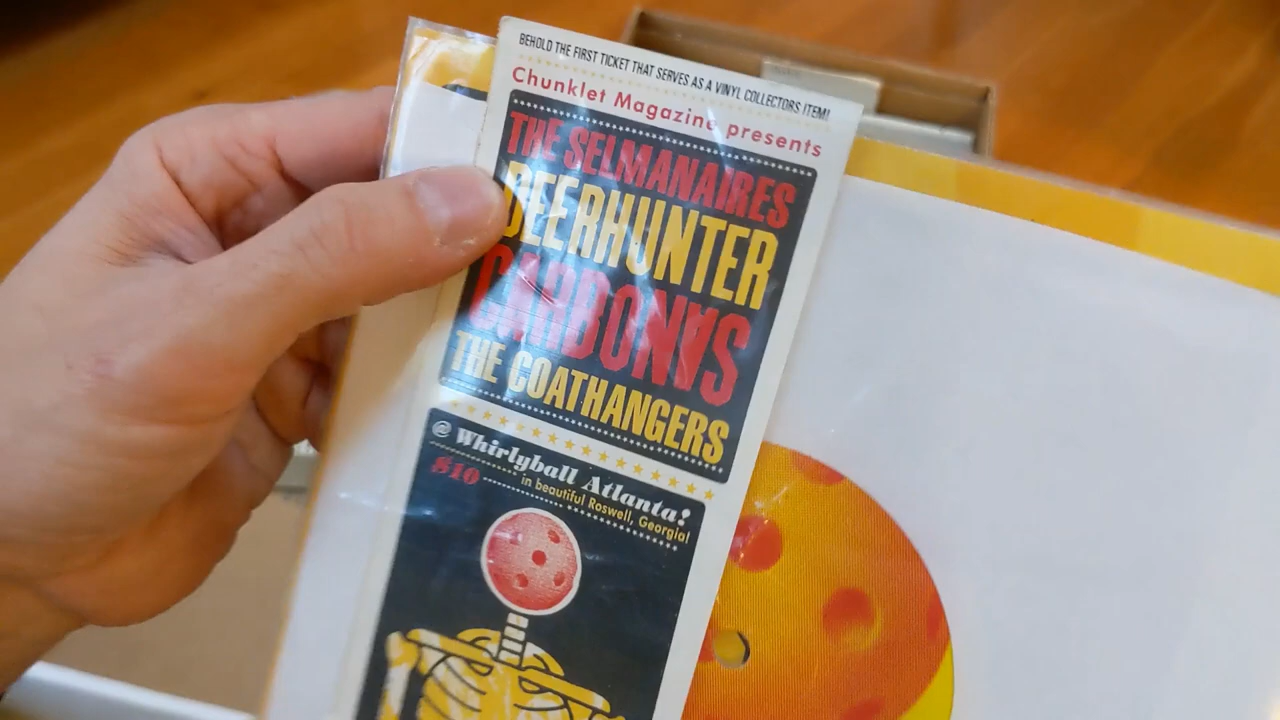 BEHOLD THE FIRST TICKET THAT SERVES AS A VINYL COLLECTORS ITEM!
Chunklet Magazine presents
THE SELMANAIRES
DEERHUNTER
CARBONAS
THE COATHANGERS
@ Whirlyball Atlanta!
$10 in beautiful Roswell, Georgia!